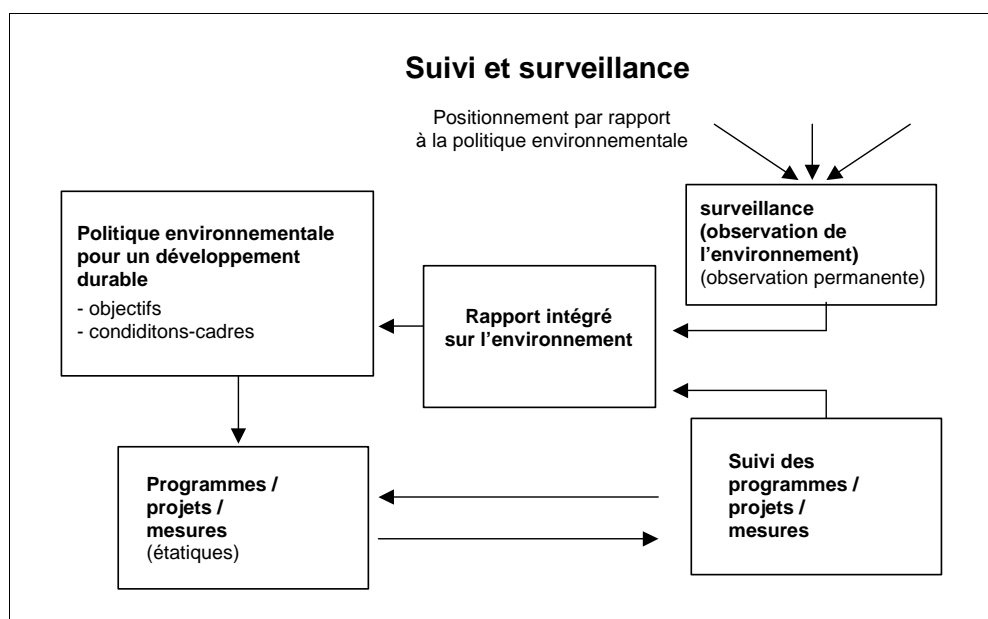 Suivi et surveillance
Positionnement par rapport
à la politique environnementale
surveillance
(observation de
l’environnement)
(observation permanente)
Politique environnementale
pour un développement
durable
- objectifs
- condiditons-cadres
Rapport intégré
sur l’environnement
Programmes /
projets /
mesures
(étatiques)
Suivi des
programmes /
projets /
mesures